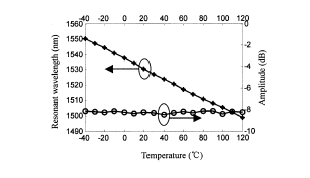 -40 -20 0 20 40 60 80 100 120
1560
1550
1540
1530
1520
1510
1500
1490
Resonant wavelength (nm)
0
-2
-4
-6
-8
-10
Amplitude (dB)
-40 -20 0 20 40 60 80 100 120
Temperature (℃)